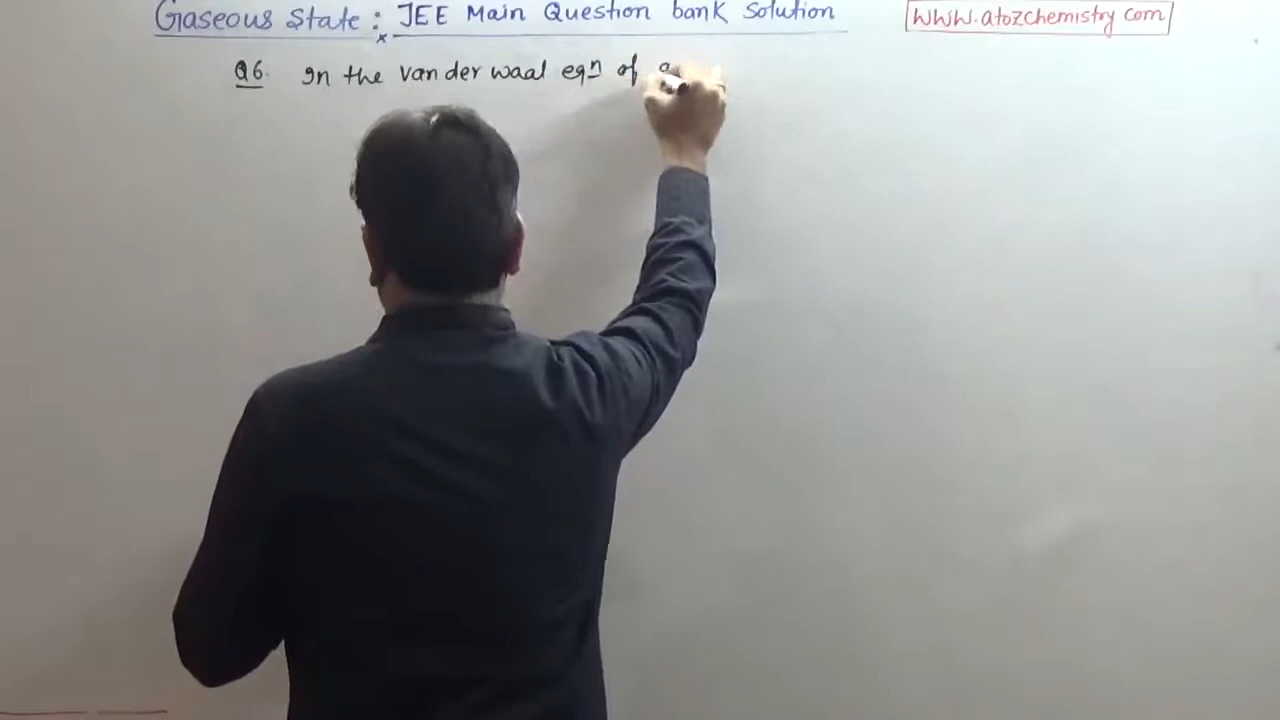 Gaseous State : JEE Main Question bank Solution
www.atozchemistry com
Q6. In the van der waal eqn of